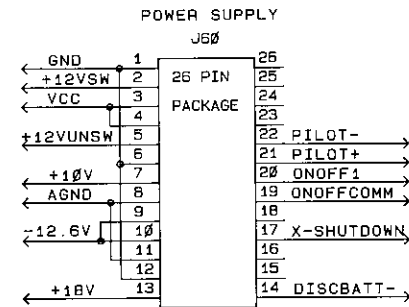 POWER SUPPLY
J60
GND 1 26
+12VSW 2 26 PIN 25
VCC 3 PACKAGE 24
4 23
+12VUNSW 5 22 PILOT-
6 21 PILOT+
+10V 7 20 ONOFF1
AGND 8 19 ONOFFCOMM
9 18
-12.6V 10 17 X-SHUTDOWN
11 16
12 15
+18V 13 14 DISCBATT-